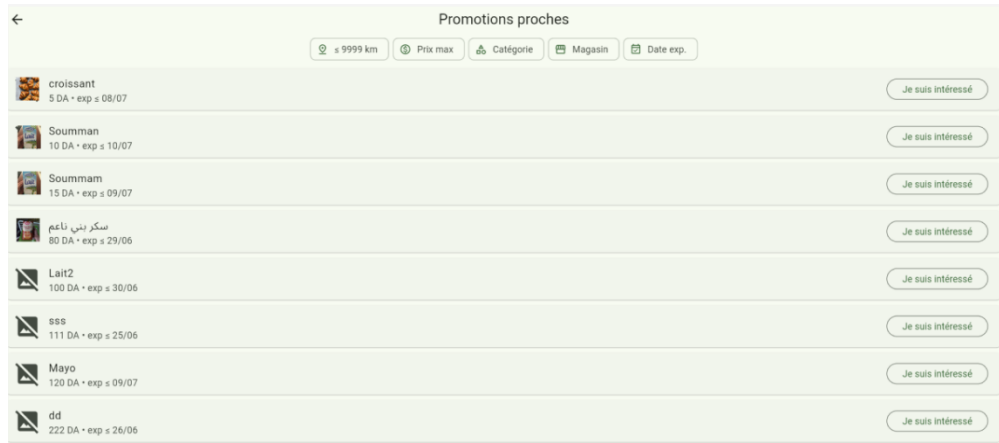 Promotions proches
≤ 9999 km
Prix max
Catégorie
Magasin
Date exp.
croissant
5 DA • exp ≤ 08/07
Je suis intéressé
Soumman
10 DA • exp ≤ 10/07
Je suis intéressé
Soummam
15 DA • exp ≤ 09/07
Je suis intéressé
سكر بني ناعم
80 DA • exp ≤ 29/06
Je suis intéressé
Lait2
100 DA • exp ≤ 30/06
Je suis intéressé
sss
111 DA • exp ≤ 25/06
Je suis intéressé
Mayo
120 DA • exp ≤ 09/07
Je suis intéressé
dd
222 DA • exp ≤ 26/06
Je suis intéressé